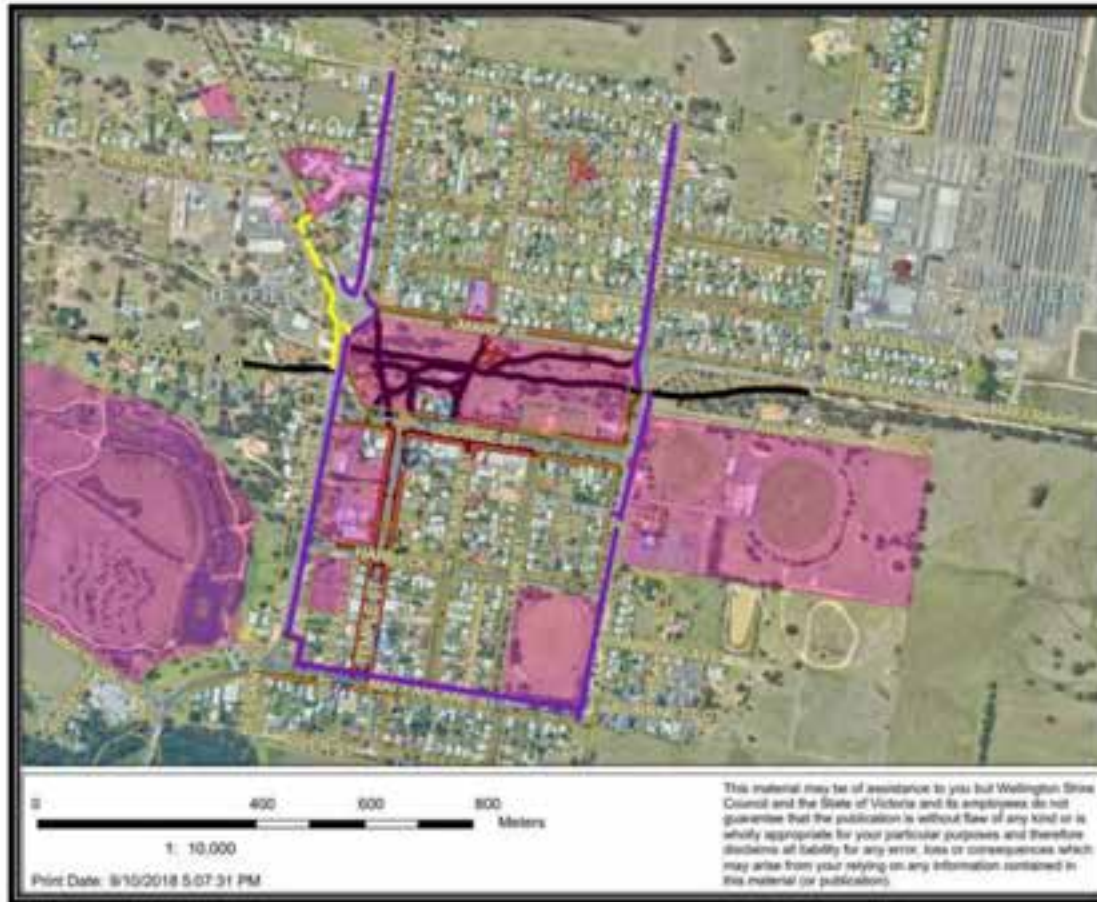 0 400 600 800
Meters
1: 10,000
Print Date: 9/10/2018 5:07:31 PM
This material may be of assistance to you but Wellington Shire
Council and the State of Victoria and its employees do not
guarantee that the publication is without flaw of any kind or is
wholly appropriate for your particular purposes and therefore
disclaims all liability for any error, loss or consequences which
may arise from your relying on any information contained in
this material (or publication).